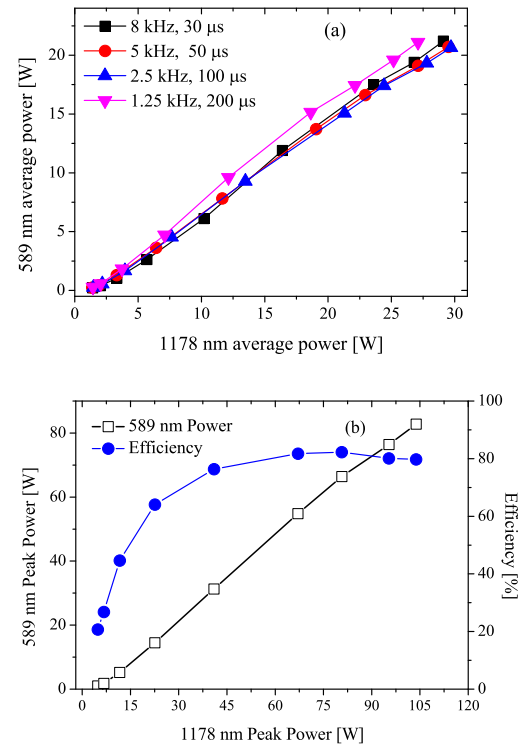 (a)
8 kHz, 30 µs
5 kHz, 50 µs
2.5 kHz, 100 µs
1.25 kHz, 200 µs
589 nm average power [W]
20
15
10
5
0
0 5 10 15 20 25 30
1178 nm average power [W]
(b)
589 nm Power
Efficiency
589 nm Peak Power [W]
80
60
40
20
0
100
80
60
40
20
0
Efficiency [%]
0 15 30 45 60 75 90 105 120
1178 nm Peak Power [W]